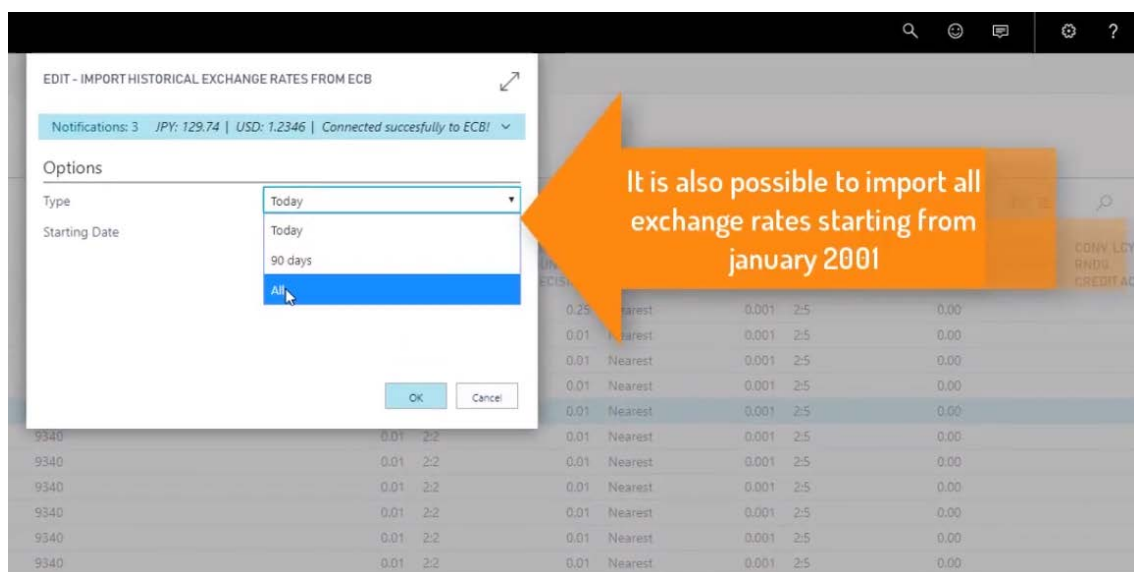 ?
EDIT - IMPORT HISTORICAL EXCHANGE RATES FROM ECB
Notifications: 3 JPY: 129.74 | USD: 1.2346 | Connected succesfully to ECB!
Options
Type Today
Today
90 days
All
Starting Date
OK Cancel
It is also possible to import all
exchange rates starting from
january 2001
CONV. LCY
RNDG.
CREDIT AC
0.25 Nearest 0.001 2:5 0.00
0.01 Nearest 0.001 2:5 0.00
0.01 Nearest 0.001 2:5 0.00
0.01 Nearest 0.001 2:5 0.00
0.01 Nearest 0.001 2:5 0.00
9340 0.01 2:2 0.01 Nearest 0.001 2:5 0.00
9340 0.01 2:2 0.01 Nearest 0.001 2:5 0.00
9340 0.01 2:2 0.01 Nearest 0.001 2:5 0.00
9340 0.01 2:2 0.01 Nearest 0.001 2:5 0.00
9340 0.01 2:2 0.01 Nearest 0.001 2:5 0.00
9340 0.01 2:2 0.01 Nearest 0.001 2:5 0.00